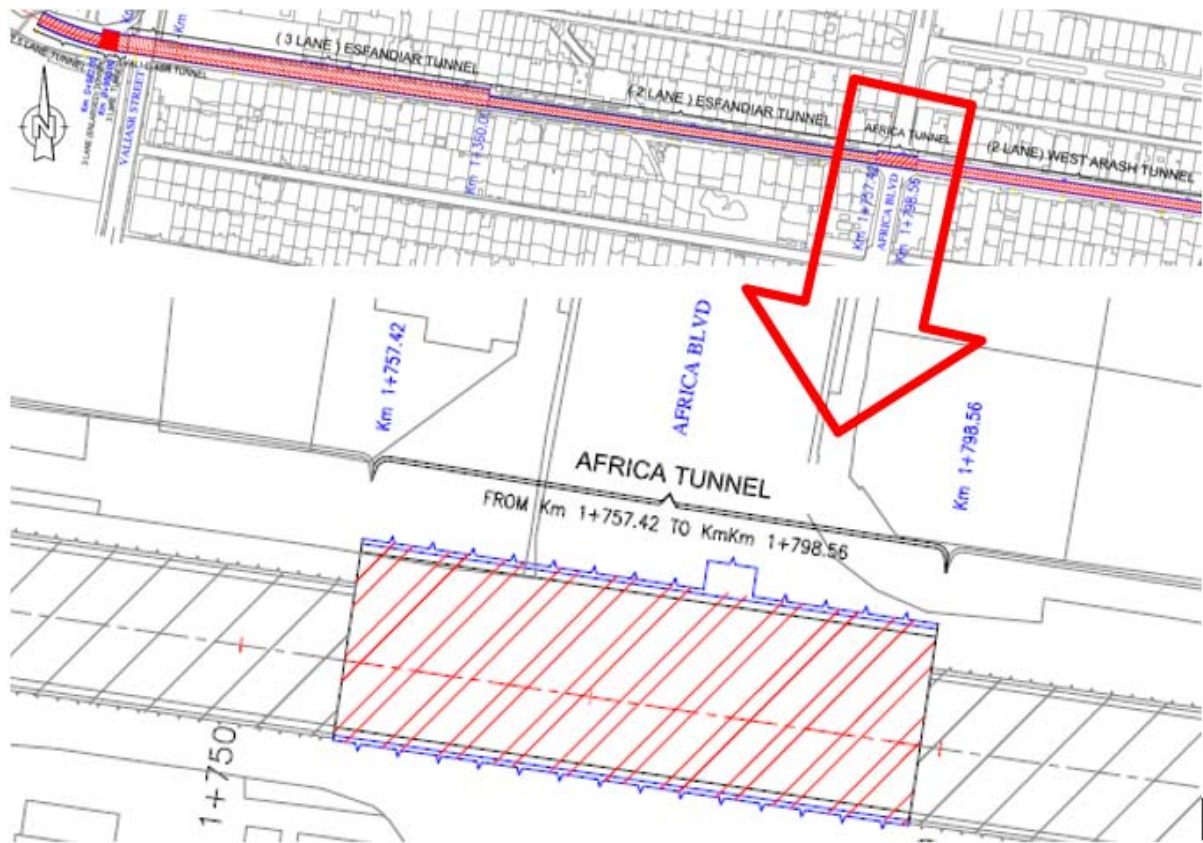 Km
( 3 LANE ) ESFANDIAR TUNNEL
VALIASR STREET
Km 1+360.0
(2 LANE ) ESFANDIAR TUNNEL
AFRICA TUNNEL
(2 LANE) WEST ARASH TUNNEL
Km 1+757.42
AFRICA BLVD
Km 1+798.56
N
Km 1+757.42
AFRICA BLVD
Km 1+798.56
AFRICA TUNNEL
FROM Km 1+757.42 TO KmKm 1+798.56
1+750